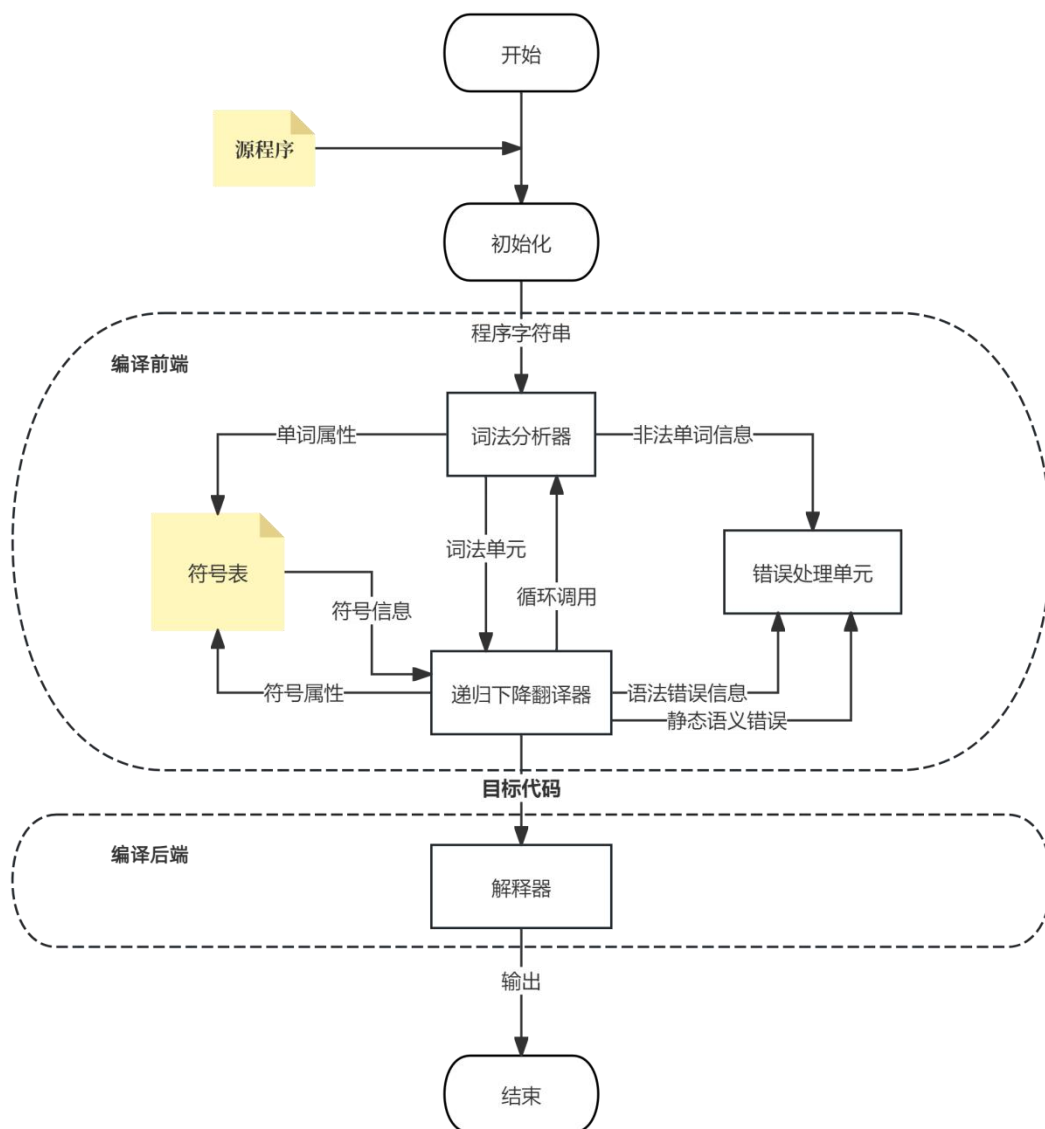 开始
源程序
初始化
程序字符串
编译前端
单词属性
词法分析器
非法单词信息
词法单元
符号表
错误处理单元
循环调用
符号信息
符号属性
递归下降翻译器
语法错误信息
静态语义错误
目标代码
编译后端
解释器
输出
结束